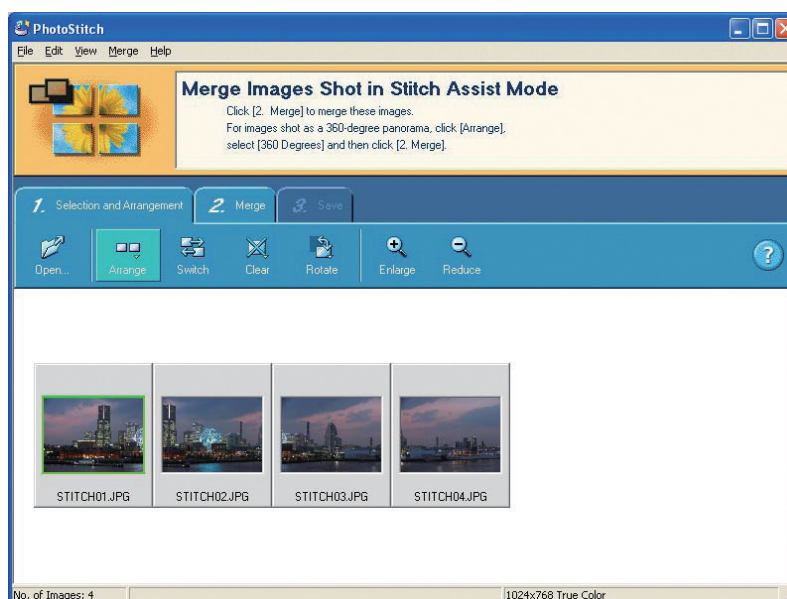 PhotoStitch
File Edit View Merge Help
Merge Images Shot in Stitch Assist Mode
Click [2. Merge] to merge these images.
For images shot as a 360-degree panorama, click [Arrange],
select [360 Degrees] and then click [2. Merge].
1. Selection and Arrangement 2. Merge 3. Save
Open... Arrange Switch Clear Rotate Enlarge Reduce ?
STITCH01.JPG STITCH02.JPG STITCH03.JPG STITCH04.JPG
No. of Images: 4 1024x768 True Color